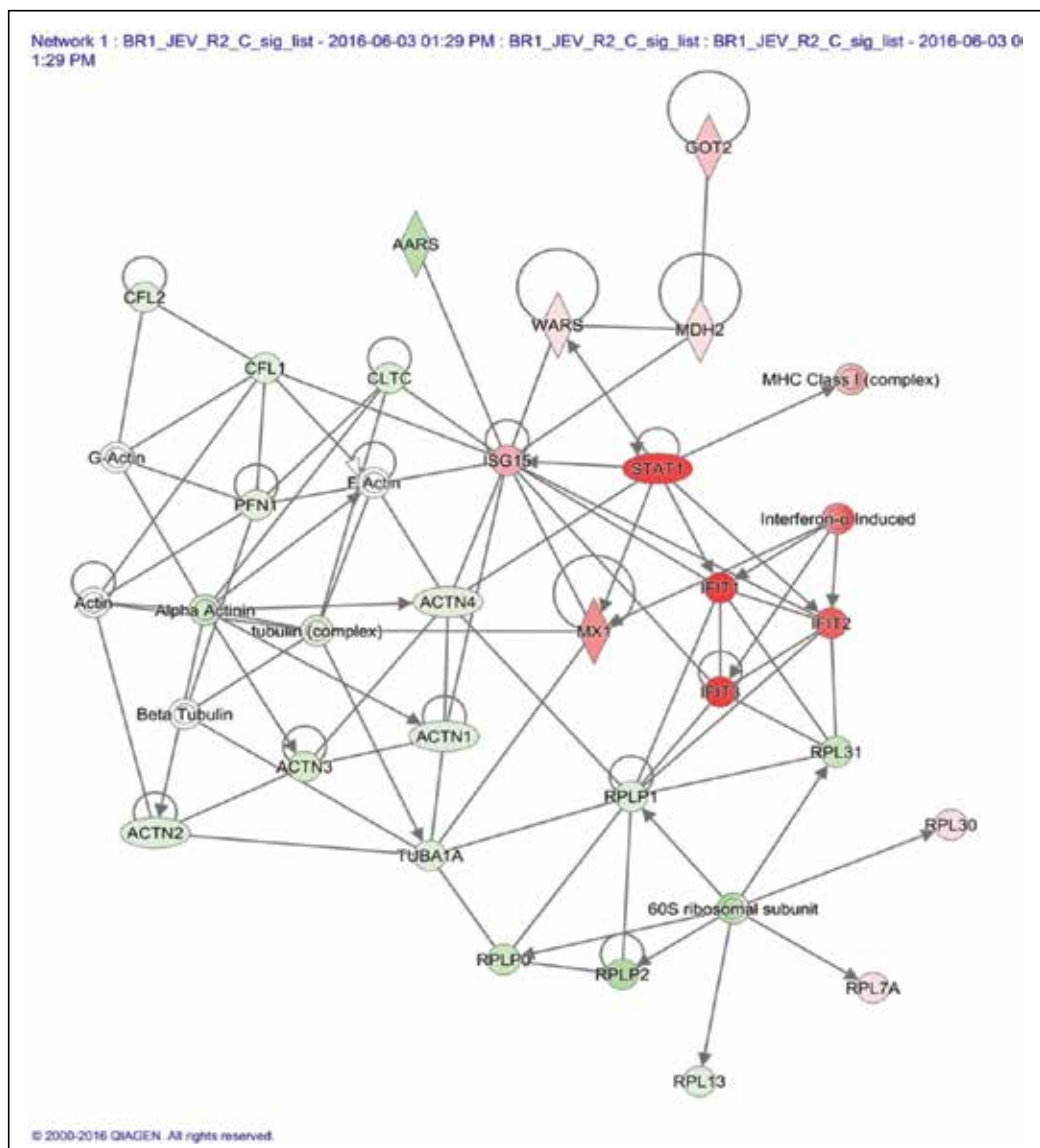 Network 1 : BR1_JEV_R2_C_sig_list - 2016-06-03 01:29 PM : BR1_JEV_R2_C_sig_list : BR1_JEV_R2_C_sig_list - 2016-06-03 0
1:29 PM
GOT2
AARS
CFL2
WARS
MDH2
CFL1
CLTC
MHC Class I (complex)
G-Actin
F Actin
ISG15
STAT1
PFN1
Interferon-α Induced
IFIT1
Actin
Alpha Actinin
ACTN4
tubulin (complex)
MX1
IFIT2
IFIT3
Beta Tubulin
ACTN1
ACTN3
RPL31
RPLP1
ACTN2
TUBA1A
RPL30
60S ribosomal subunit
RPLP0
RPLP2
RPL7A
RPL13
© 2000-2016 QIAGEN. All rights reserved.